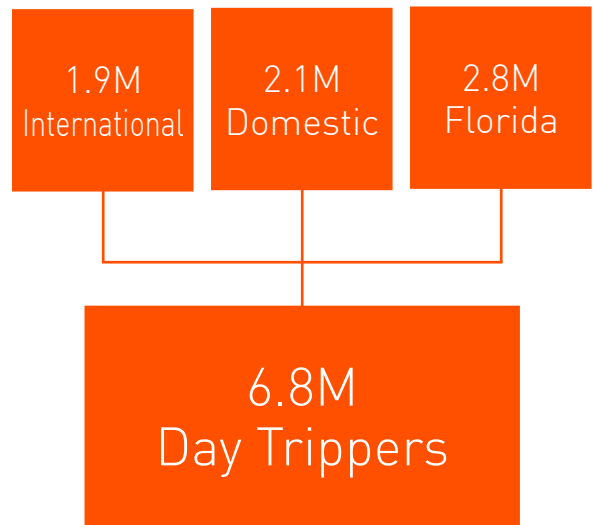 1.9M
International
2.1M
Domestic
2.8M
Florida
6.8M
Day Trippers